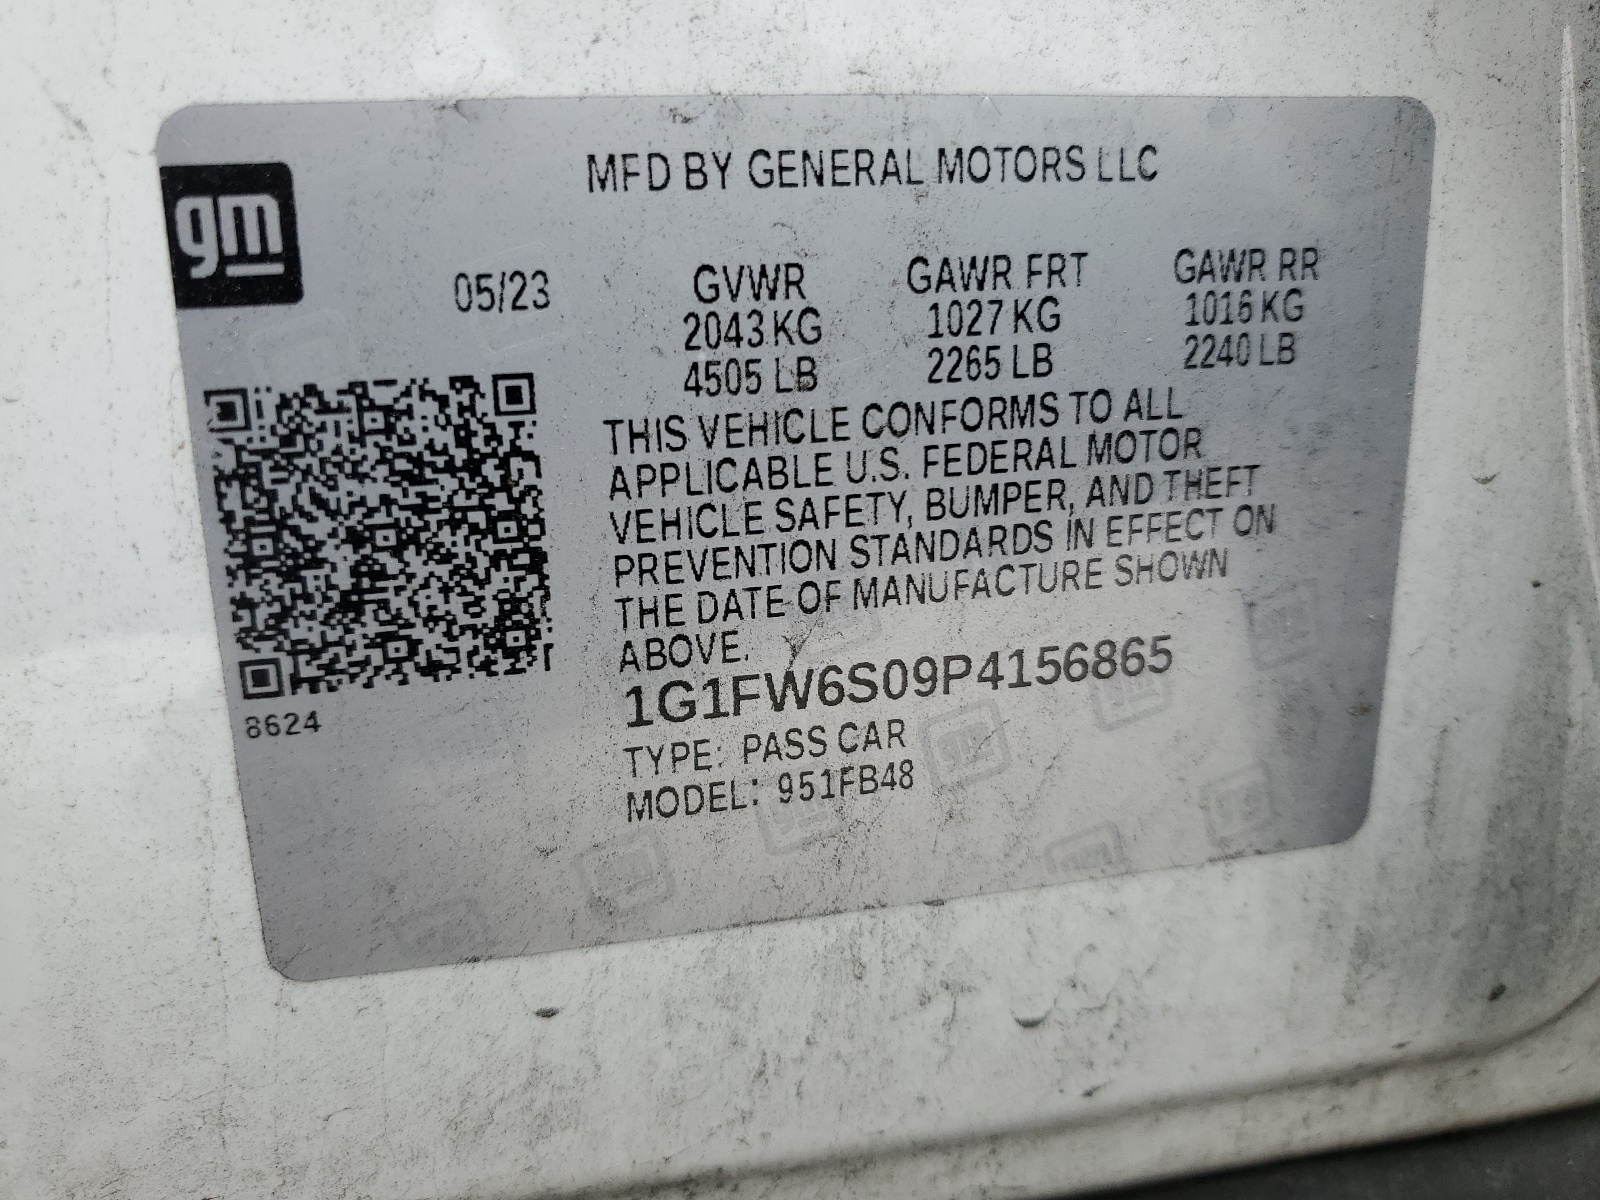 MFD BY GENERAL MOTORS LLC
gm
05/23 GVWR GAWR FRT GAWR RR
2043 KG 1027 KG 1016 KG
4505 LB 2265 LB 2240 LB
THIS VEHICLE CONFORMS TO ALL
APPLICABLE U.S. FEDERAL MOTOR
VEHICLE SAFETY, BUMPER, AND THEFT
PREVENTION STANDARDS IN EFFECT ON
THE DATE OF MANUFACTURE SHOWN
ABOVE.
1G1FW6S09P4156865
8624
TYPE: PASS CAR
MODEL: 951FB48